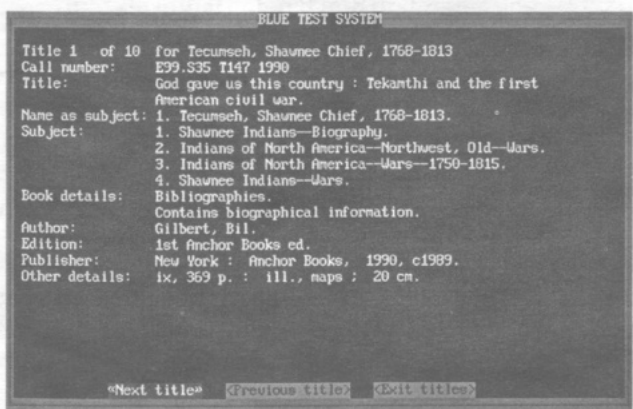 BLUE TEST SYSTEM
Title 1 of 10 for Tecumseh, Shawnee Chief, 1768-1813
Call number: E99.S35 T147 1990
Title: God gave us this country : Tekamthi and the first
American civil war.
Name as subject: 1. Tecumseh, Shawnee Chief, 1768-1813.
Subject: 1. Shawnee Indians--Biography.
2. Indians of North America--Northwest, Old--Wars.
3. Indians of North America--Wars--1750-1815.
4. Shawnee Indians--Wars.
Book details: Bibliographies.
Contains biographical information.
Author: Gilbert, Bil.
Edition: 1st Anchor Books ed.
Publisher: New York : Anchor Books, 1990, c1989.
Other details: ix, 369 p. : ill., maps ; 20 cm.
«Next title» <Previous title> <Exit titles>